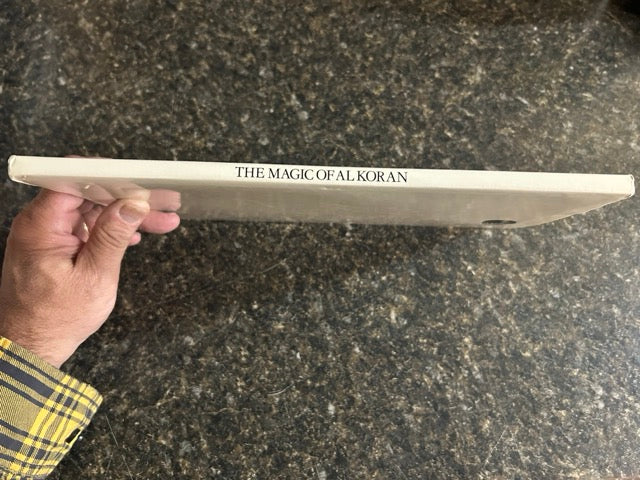 THE MAGIC OF AL KORAN